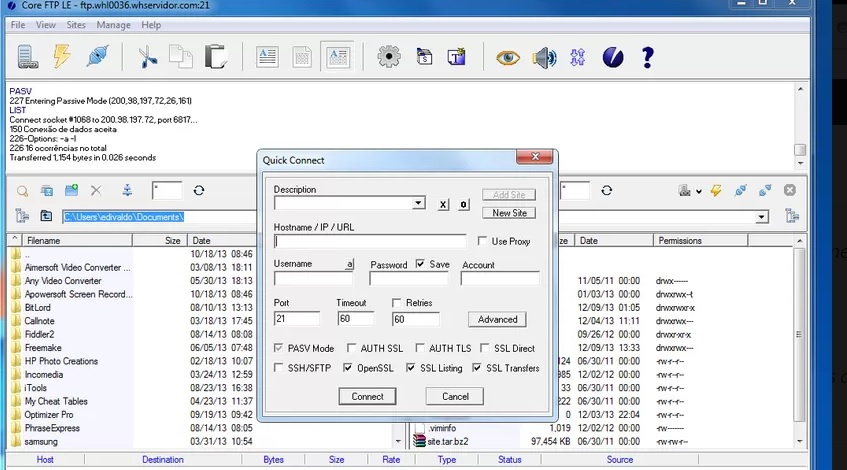 Core FTP LE - ftp.whl0036.whservidor.com:21
File View Sites Manage Help
PASV
227 Entering Passive Mode (200,98,197,72,26,161)
LIST
Connect socket #1068 to 200.197.72, port 6817...
150 Conexão de dados aceita
226-Options: -a -l
226 16 ocorrências no total
Transferred 1,154 bytes in 0.026 seconds
C:\Users\edivaldo\Documents\
Filename Size Date
..  10/18/13 08:46
Aimersoft Video Converter ... 03/08/13 18:11
Any Video Converter 05/30/13 18:13
Apowersoft Screen Record... 10/18/13 08:46
BitLord 08/10/13 13:13
Callnote 03/18/13 17:45
Fiddler2 08/14/13 08:08
Freemake 06/05/13 07:48
HP Photo Creations 02/18/13 10:07
Incomedia 03/24/13 12:59
iTools 08/23/13 16:38
My Cheat Tables 04/23/13 11:37
Optimizer Pro 09/19/13 09:42
PhraseExpress 08/14/13 08:05
samsung 03/31/13 10:54
Host Destination Bytes Size Rate Type Status Source
Quick Connect
Description
X O
Add Site
New Site
Hostname / IP / URL
Use Proxy
Username a Password Save Account
Port Timeout Retries
21 60 60 Advanced
PASV Mode AUTH SSL AUTH TLS SSL Direct
SSH/SFTP OpenSSL SSL Listing SSL Transfers
Connect Cancel
ze Date Permissions
11/05/11 00:00 drwx------
01/03/13 00:00 drwxrwx--t
12/09/13 01:05 drwxrwxr-x
12/04/13 11:11 drwx--x---
09/26/12 00:00 drwxrwxr-x
12/09/13 13:33 drwxrwxr-x
124 06/30/11 00:00 -rw-r--r--
985 06/30/11 00:00 -rw-r--r--
33 06/30/11 00:00 -rw-r--r--
562 06/30/11 00:00 -rw-r--r--
0 12/03/13 22:04 -rw-r--r--
.viminfo 1,019 12/02/12 00:00 -rw-------
site.tar.bz2 97,454 KB 06/30/11 00:00 -rw-rw-r--